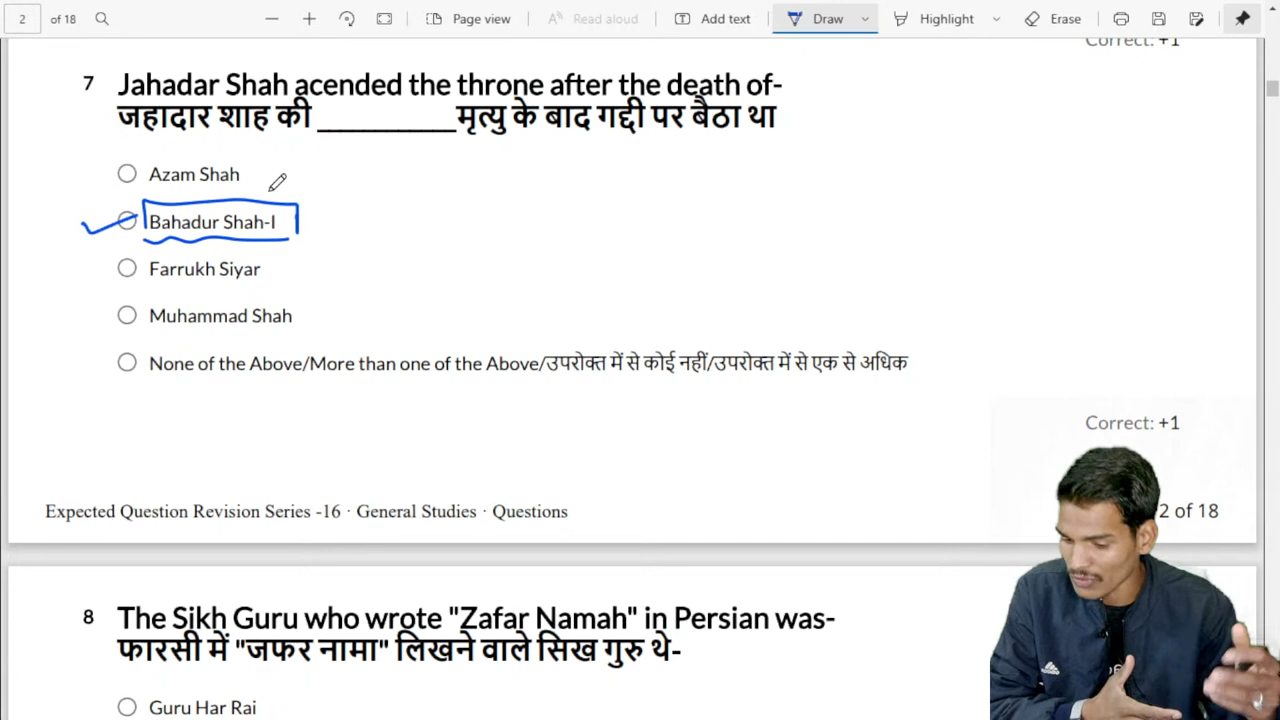 2 of 18 Page view Read aloud Add text Draw Highlight Erase
Correct: +1
7 Jahadar Shah acended the throne after the death of-
जहादार शाह की ____________मृत्यु के बाद गद्दी पर बैठा था
Azam Shah
Bahadur Shah-I
Farrukh Siyar
Muhammad Shah
None of the Above/More than one of the Above/उपरोक्त में से कोई नहीं/उपरोक्त में से एक से अधिक
Correct: +1
Expected Question Revision Series -16 · General Studies · Questions 2 of 18
8 The Sikh Guru who wrote "Zafar Namah" in Persian was-
फारसी में "जफर नामा" लिखने वाले सिख गुरु थे-
Guru Har Rai